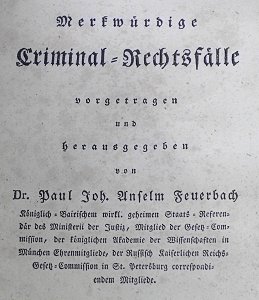 Merkwürdige
Criminal-Rechtsfälle
vorgetragen
und
herausgegeben
von
Dr. Paul Joh. Anselm Feuerbach
Königlich-Bairischem wirkl. geheimen Staats-Referen-
där des Ministerii der Justiz, Mitglied der Gesetz-Com-
mission, der königlichen Akademie der Wissenschaften in
München Ehrenmitgliede, der Russisch Kaiserlichen Reichs-
Gesetz-Commission in St. Petersburg correspondi-
endem Mitgliede.